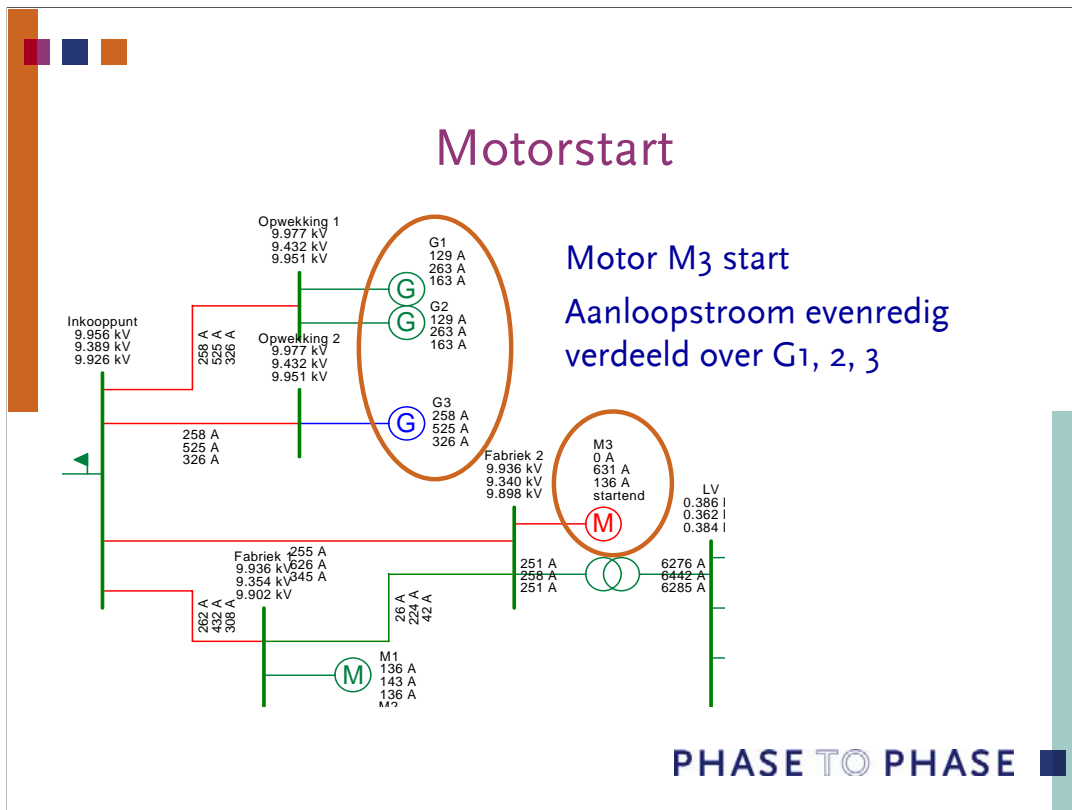 Motorstart
Opwekking 1
9.977 kV
9.432 kV
9.951 kV
G1
129 A
263 A
163 A
G
G2
129 A
263 A
163 A
G
Motor M3 start
Aanloopstroom evenredig
verdeeld over G1, 2, 3
Inkooppunt
9.956 kV
9.389 kV
9.926 kV
258 A
525 A
326 A
Opwekking 2
9.977 kV
9.432 kV
9.951 kV
G3
258 A
525 A
326 A
G
258 A
525 A
326 A
Fabriek 2
9.936 kV
9.340 kV
9.898 kV
M3
0 A
631 A
136 A
startend
M
LV
0.386
0.362
0.384
255 A
626 A
345 A
Fabriek 1
9.936 kV
9.354 kV
9.902 kV
262 A
432 A
308 A
26 A
224 A
42 A
251 A
258 A
251 A
6276 A
6442 A
6285 A
M1
136 A
143 A
136 A
M
M2
PHASE TO PHASE